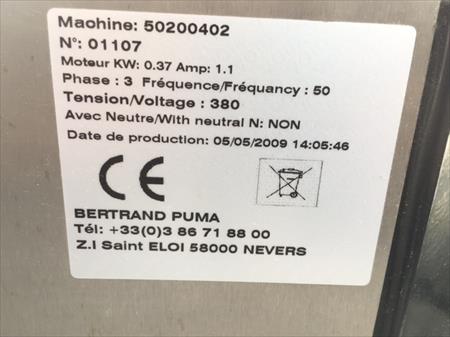 Machine: 50200402
N°: 01107
Moteur KW: 0.37 Amp: 1.1
Phase : 3 Fréquence/Fréquancy : 50
Tension/Voltage : 380
Avec Neutre/With neutral N: NON
Date de production: 05/05/2009 14:05:46
CE
BERTRAND PUMA
Tél: +33(0)3 86 71 88 00
Z.I Saint ELOI 58000 NEVERS